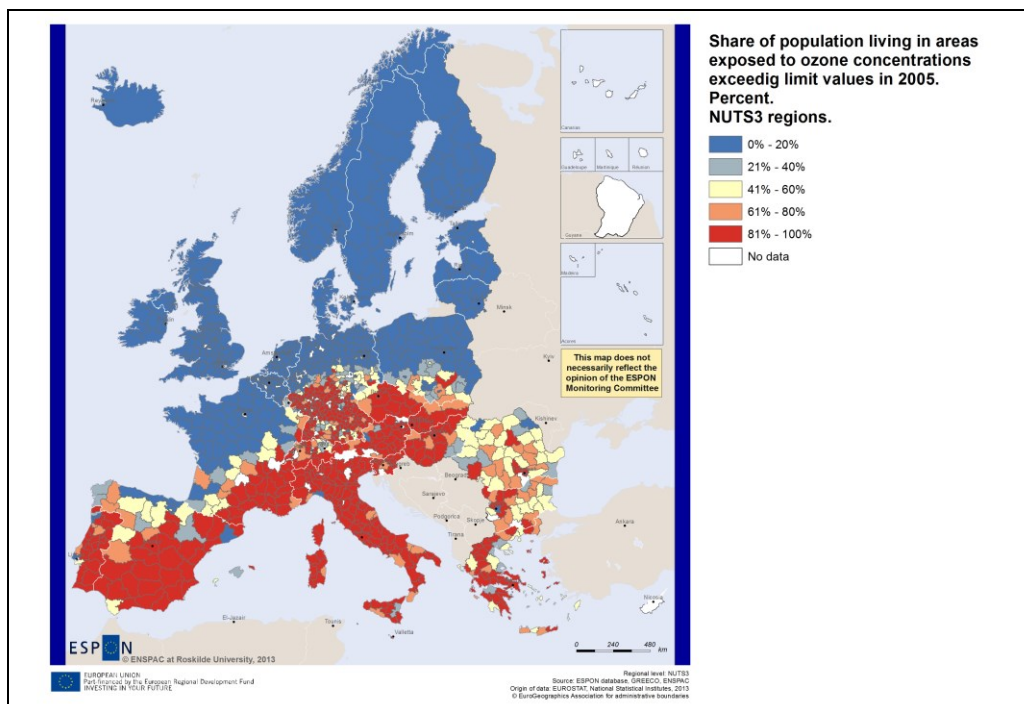 Share of population living in areas
exposed to ozone concentrations
exceedig limit values in 2005.
Percent.
NUTS3 regions.
0% - 20%
21% - 40%
41% - 60%
61% - 80%
81% - 100%
No data
Canarias
Guadeloupe
Martinique
Réunion
Guyane
Madeira
Acores
This map does not
necessarily reflect the
opinion of the ESPON
Monitoring Committee
Minsk
Kyiv
Kishinev
Sarajevo
Podgorica
Skopje
Tirana
Ankara
Nicosia
El-Jazair
Tounis
Valletta
ESPON
© ENSPAC at Roskilde University, 2013
0 240 480
km
EUROPEAN UNION
Part-financed by the European Regional Development Fund
INVESTING IN YOUR FUTURE
Regional level: NUTS3
Source: ESPON database, GREECO, ENSPAC
Origin of data: EUROSTAT, National Statistical Institutes, 2013
© EuroGeographics Association for administrative boundaries